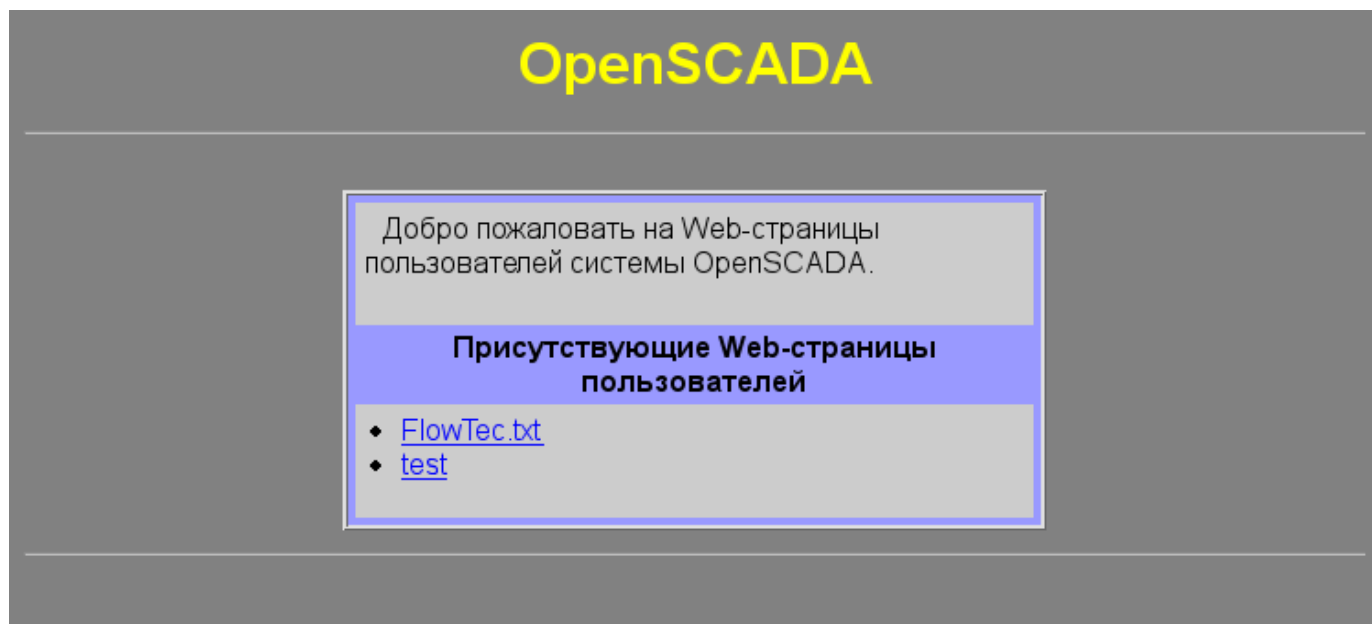 OpenSCADA
Добро пожаловать на Web-страницы
пользователей системы OpenSCADA.
Присутствующие Web-страницы
пользователей
FlowTec.txt
test